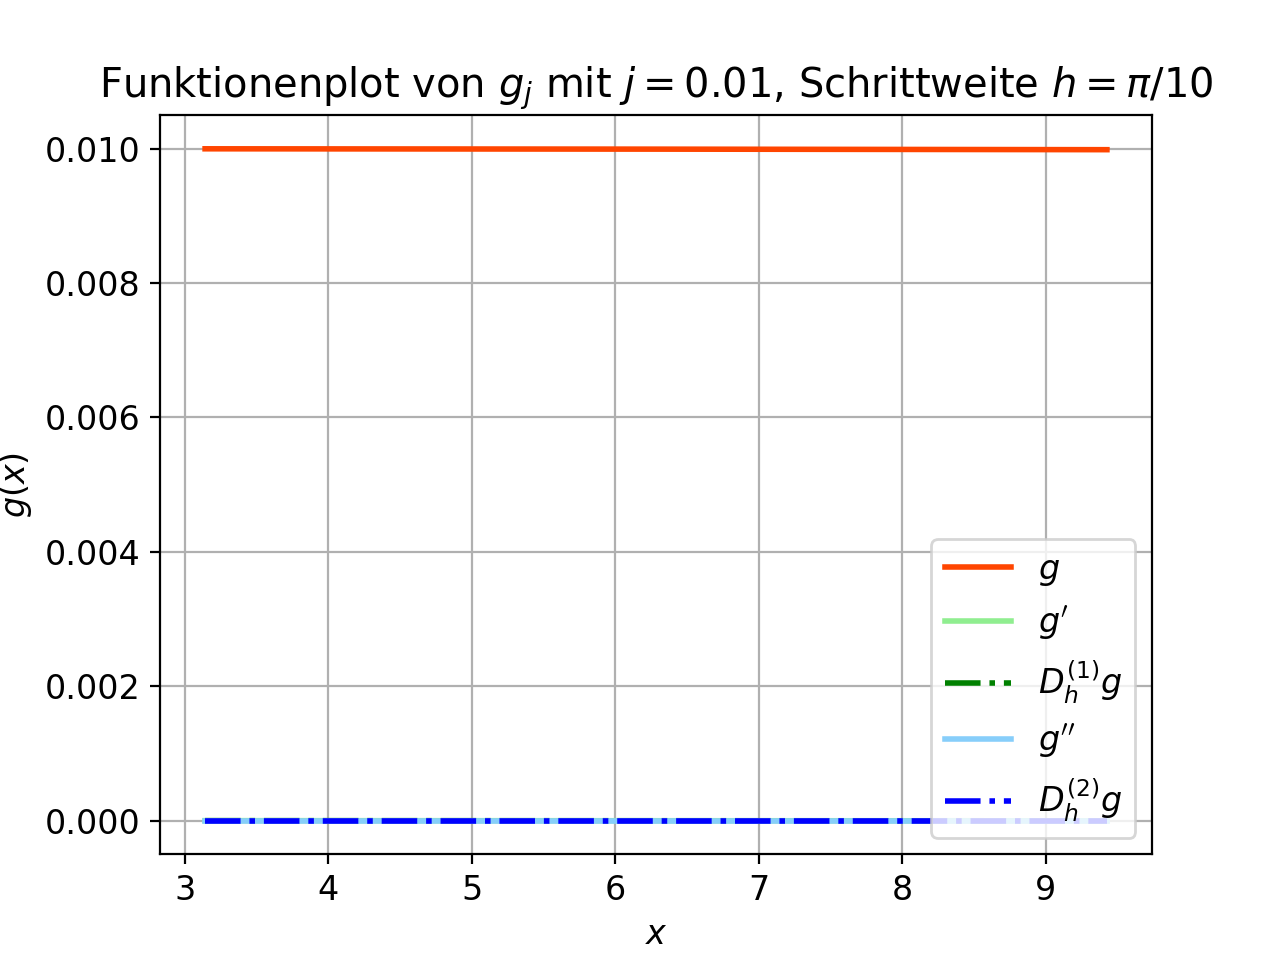 Funktionenplot von $g_j$ mit $j = 0.01$, Schrittweite $h = \pi/10$
0.010
0.008
0.006
0.004
0.002
0.000
$g(x)$
$g$
$g'$
$D_h^{(1)}g$
$g''$
$D_h^{(2)}g$
3 4 5 6 7 8 9
$x$